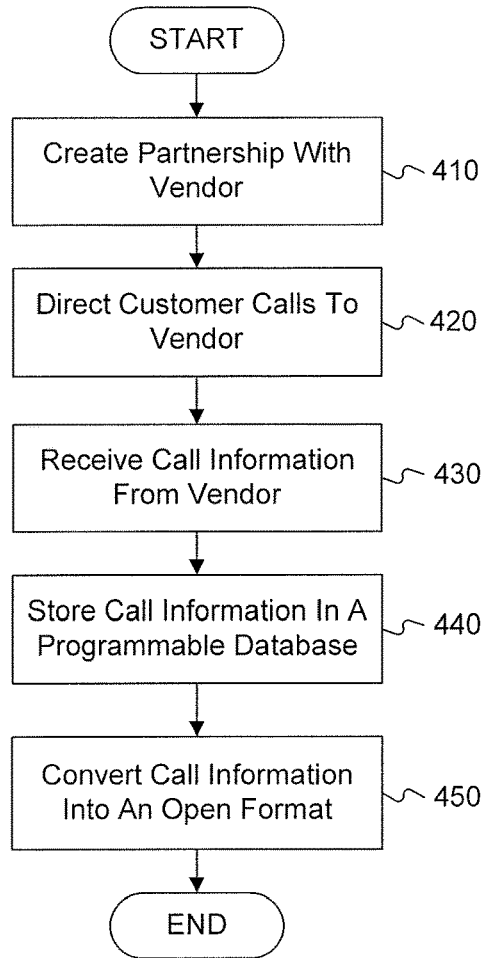 START
Create Partnership With
Vendor
410
Direct Customer Calls To
Vendor
420
Receive Call Information
From Vendor
430
Store Call Information In A
Programmable Database
440
Convert Call Information
Into An Open Format
450
END